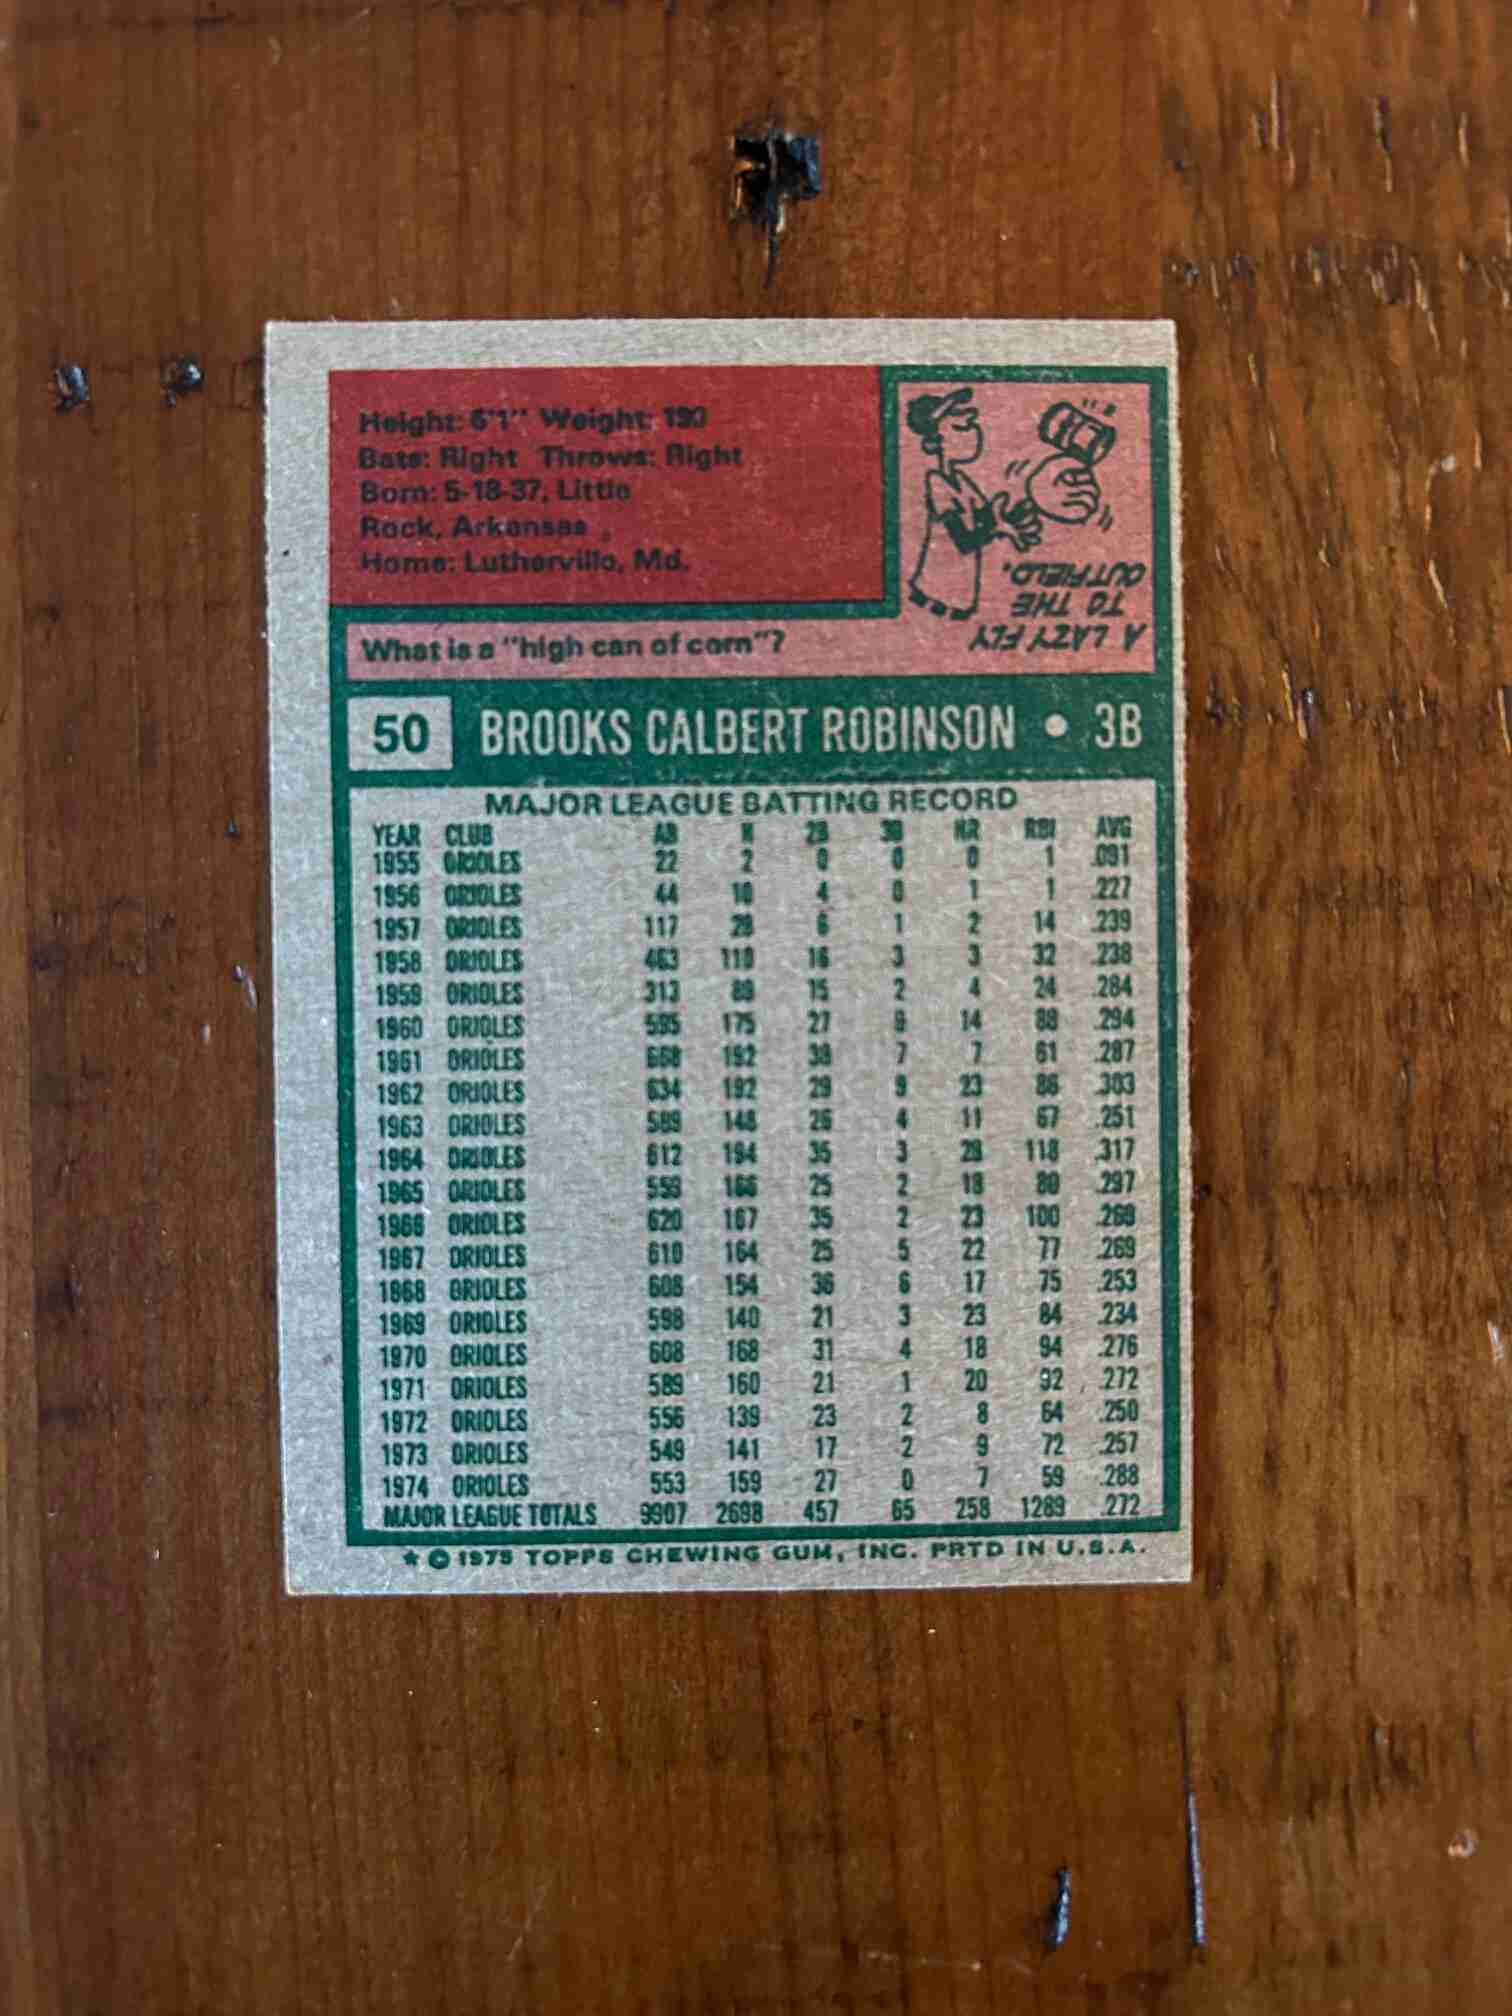 Height: 6'1" Weight: 190
Bats: Right Throws: Right
Born: 5-18-37, Little
Rock, Arkansas
Home: Lutherville, Md.
A LAZY FLY
TO THE
OUTFIELD.
What is a "high can of corn"?
50 BROOKS CALBERT ROBINSON • 3B
MAJOR LEAGUE BATTING RECORD
YEAR CLUB AB H 2B 3B HR RBI AVG
1955 ORIOLES 22 2 0 0 0 1 .091
1956 ORIOLES 44 10 4 0 1 1 .227
1957 ORIOLES 117 28 6 1 2 14 .239
1958 ORIOLES 463 110 16 3 3 32 .238
1959 ORIOLES 313 89 15 2 4 24 .284
1960 ORIOLES 595 175 27 9 14 88 .294
1961 ORIOLES 668 192 38 7 7 61 .287
1962 ORIOLES 634 192 29 9 23 86 .303
1963 ORIOLES 589 148 26 4 11 67 .251
1964 ORIOLES 612 194 35 3 28 118 .317
1965 ORIOLES 559 166 25 2 18 80 .297
1966 ORIOLES 620 167 35 2 23 100 .269
1967 ORIOLES 610 164 25 5 22 77 .269
1968 ORIOLES 608 154 36 6 17 75 .253
1969 ORIOLES 598 140 21 3 23 84 .234
1970 ORIOLES 608 168 31 4 18 94 .276
1971 ORIOLES 589 160 21 1 20 92 .272
1972 ORIOLES 556 139 23 2 8 64 .250
1973 ORIOLES 549 141 17 2 9 72 .257
1974 ORIOLES 553 159 27 0 7 59 .288
MAJOR LEAGUE TOTALS 9907 2698 457 65 258 1289 .272
★ © 1975 TOPPS CHEWING GUM, INC. PRTD IN U.S.A.